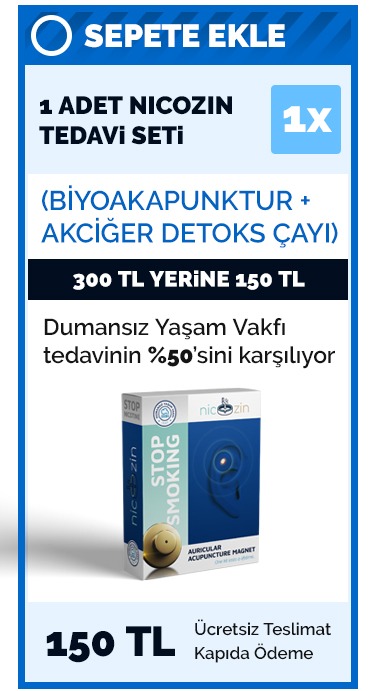 SEPETE EKLE
1 ADET NICOZIN
TEDAVİ SETİ
1x
(BİYOAKAPUNKTUR +
AKCİĞER DETOKS ÇAYI)
300 TL YERİNE 150 TL
Dumansız Yaşam Vakfı
tedavinin %50'sini karşılıyor
STOP
SMOKING
nicozin
nicozin
AURICULAR
ACUPUNCTURE MAGNET
150 TL
Ücretsiz Teslimat
Kapıda Ödeme